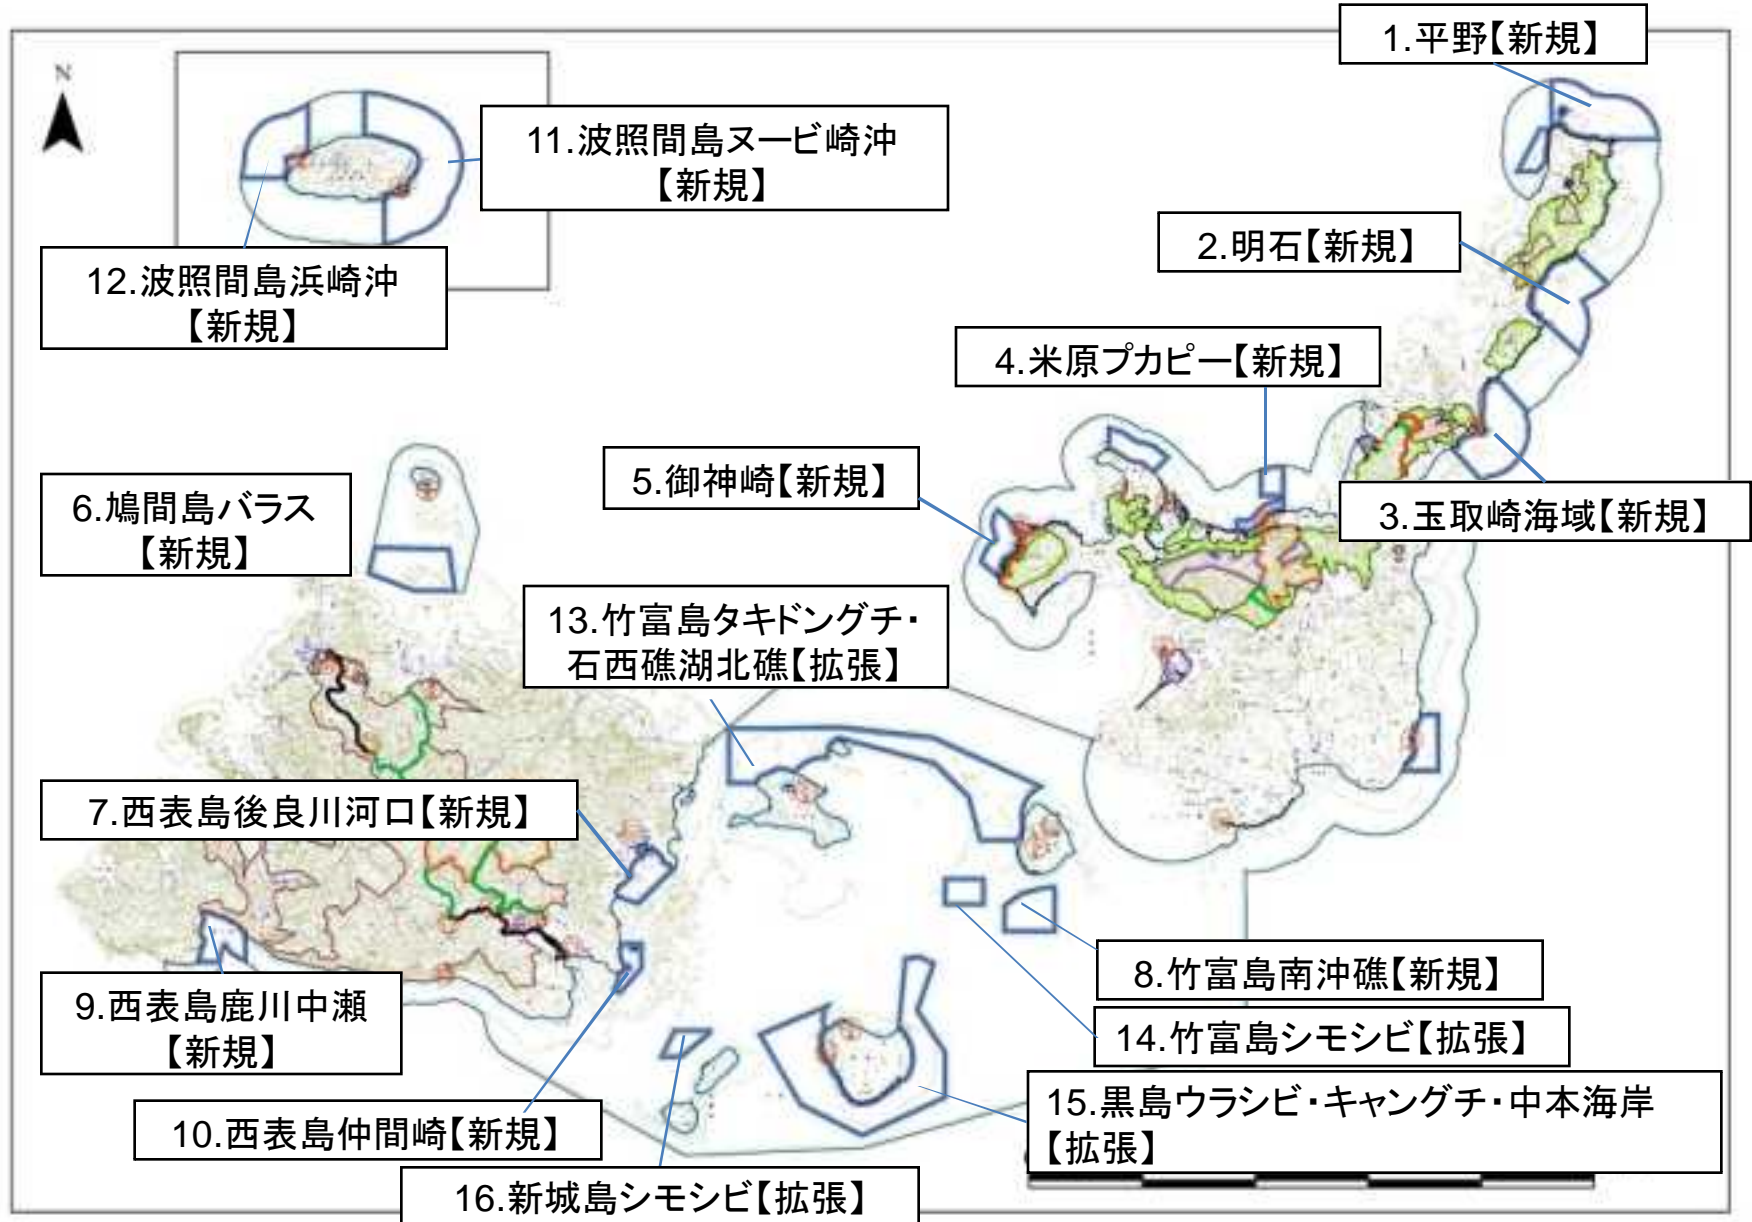 1.平野【新規】
N
11.波照間島ヌービ崎沖
【新規】
2.明石【新規】
12.波照間島浜崎沖
【新規】
4.米原プカピー【新規】
5.御神崎【新規】
6.鳩間島バラス
【新規】
3.玉取崎海域【新規】
13.竹富島タキドングチ・
石西礁湖北礁【拡張】
7.西表島後良川河口【新規】
8.竹富島南沖礁【新規】
9.西表島鹿川中瀬
【新規】
14.竹富島シモシビ【拡張】
15.黒島ウラシビ・キャングチ・中本海岸
【拡張】
10.西表島仲間崎【新規】
16.新城島シモシビ【拡張】